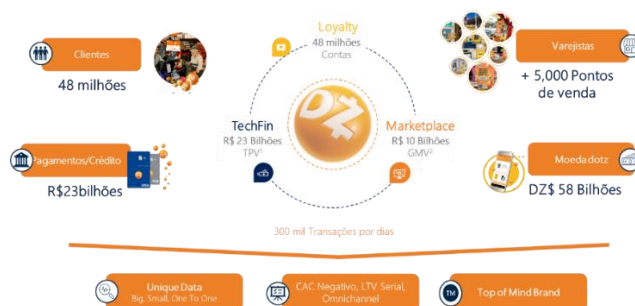 Clientes
48 milhões
Loyalty
48 milhões
Contas
Varejistas
+ 5,000 Pontos
de venda
DZ
TechFin
R$ 23 Bilhões
TPV¹
Marketplace
R$ 10 Bilhões
GMV²
Pagamentos/Crédito
R$23bilhões
Moeda dotz
DZ$ 58 Bilhões
300 mil Transações por dias
Unique Data
Big, Small, One To One
CAC Negativo, LTV Serial,
Omnichannel
TM
Top of Mind Brand